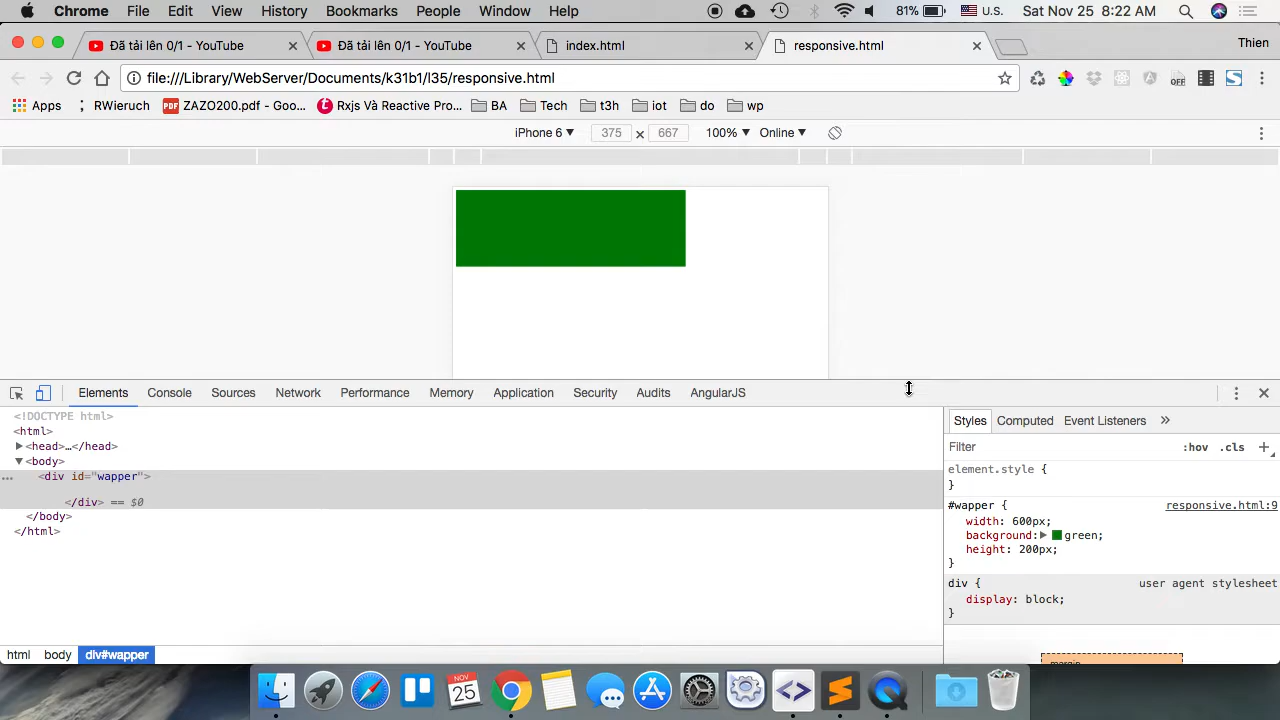 Chrome File Edit View History Bookmarks People Window Help 81% U.S. Sat Nov 25 8:22 AM
Đã tải lên 0/1 - YouTube Đã tải lên 0/1 - YouTube index.html responsive.html Thien
file:///Library/WebServer/Documents/k31b1/l35/responsive.html OFF
Apps RWieruch PDF ZAZO200.pdf - Goo... Rxjs Và Reactive Pro... BA Tech t3h iot do wp
iPhone 6 375 x 667 100% Online
Elements Console Sources Network Performance Memory Application Security Audits AngularJS
<!DOCTYPE html>
<html>
<head>…</head>
<body>
... <div id="wapper">
</div> == $0
</body>
</html>
html body div#wapper
Styles Computed Event Listeners »
Filter :hov .cls +
element.style {
}
#wapper { responsive.html:9
width: 600px;
background: green;
height: 200px;
}
div { user agent stylesheet
display: block;
}
margin
NOV
25